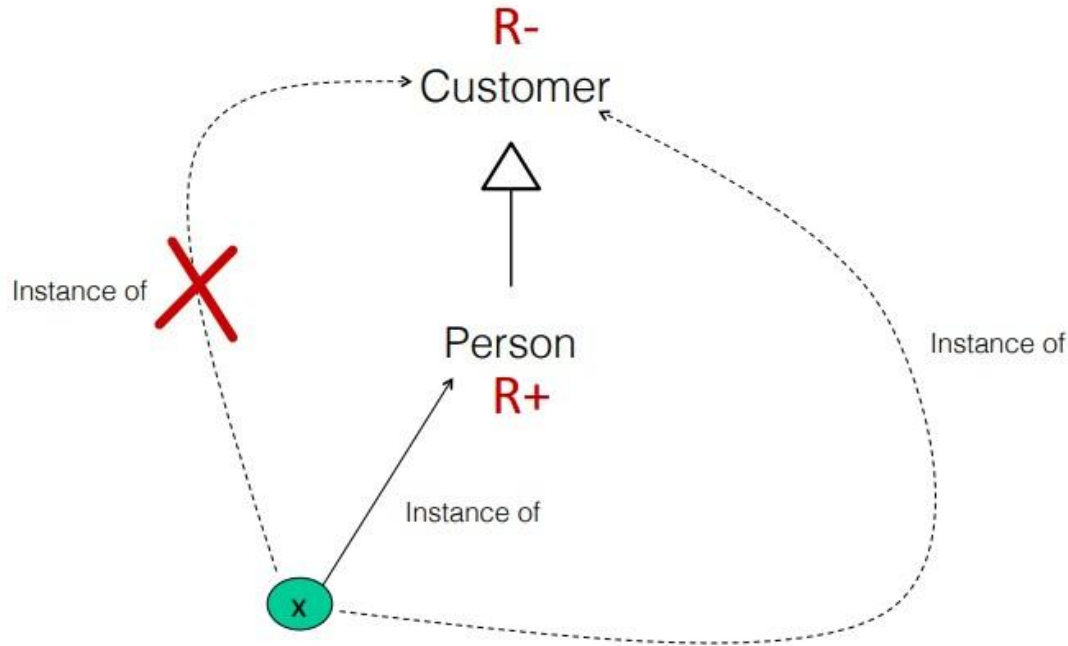 R-
Customer
Instance of
Person
R+
Instance of
Instance of
x